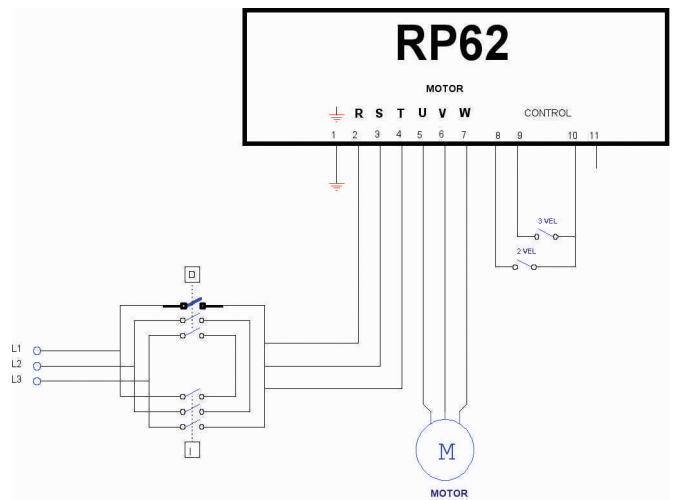 RP62
MOTOR
R S T U V W CONTROL
1 2 3 4 5 6 7 8 9 10 11
3 VEL
2 VEL
D
L1
L2
L3
I
M
MOTOR